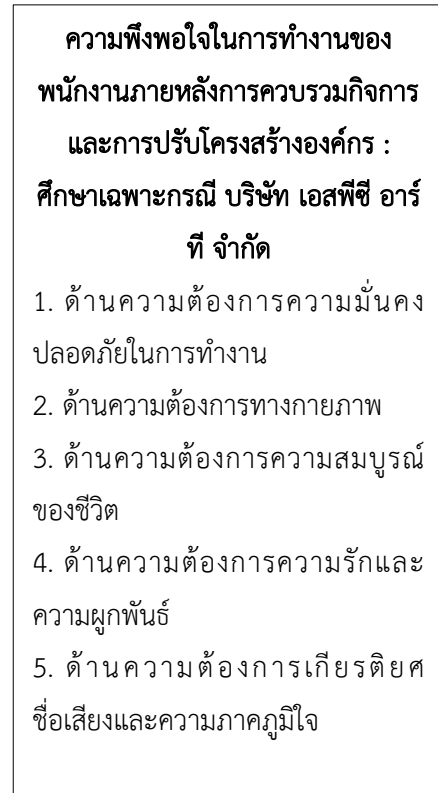 ความพึงพอใจในการทำงานของ
พนักงานภายหลังการควบรวมกิจการ
และการปรับโครงสร้างองค์กร :
ศึกษาเฉพาะกรณี บริษัท เอสพีซี อาร์
ที จำกัด
1. ด้านความต้องการความมั่นคง
ปลอดภัยในการทำงาน
2. ด้านความต้องการทางกายภาพ
3. ด้านความต้องการความสมบูรณ์
ของชีวิต
4. ด้านความต้องการความรักและ
ความผูกพันธ์
5. ด้านความต้องการเกียรติยศ
ชื่อเสียงและความภาคภูมิใจ